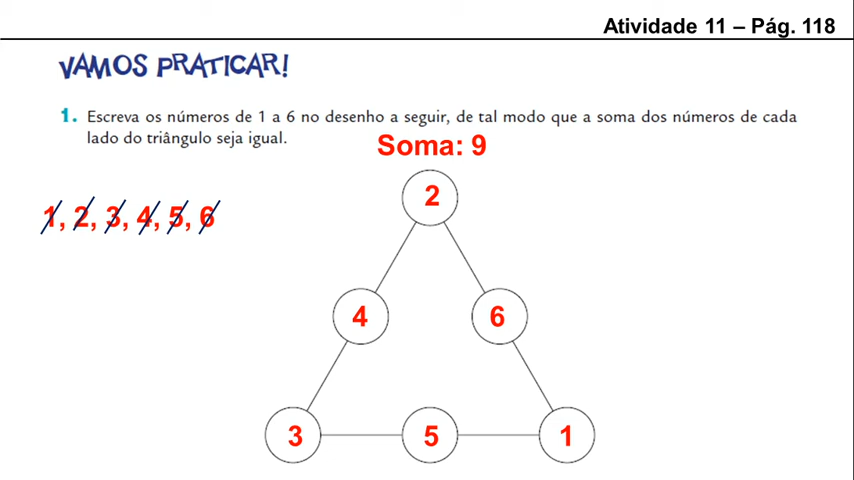 Atividade 11 – Pág. 118
VAMOS PRATICAR!
1. Escreva os números de 1 a 6 no desenho a seguir, de tal modo que a soma dos números de cada
lado do triângulo seja igual.
Soma: 9
1, 2, 3, 4, 5, 6
2
4 6
3 5 1